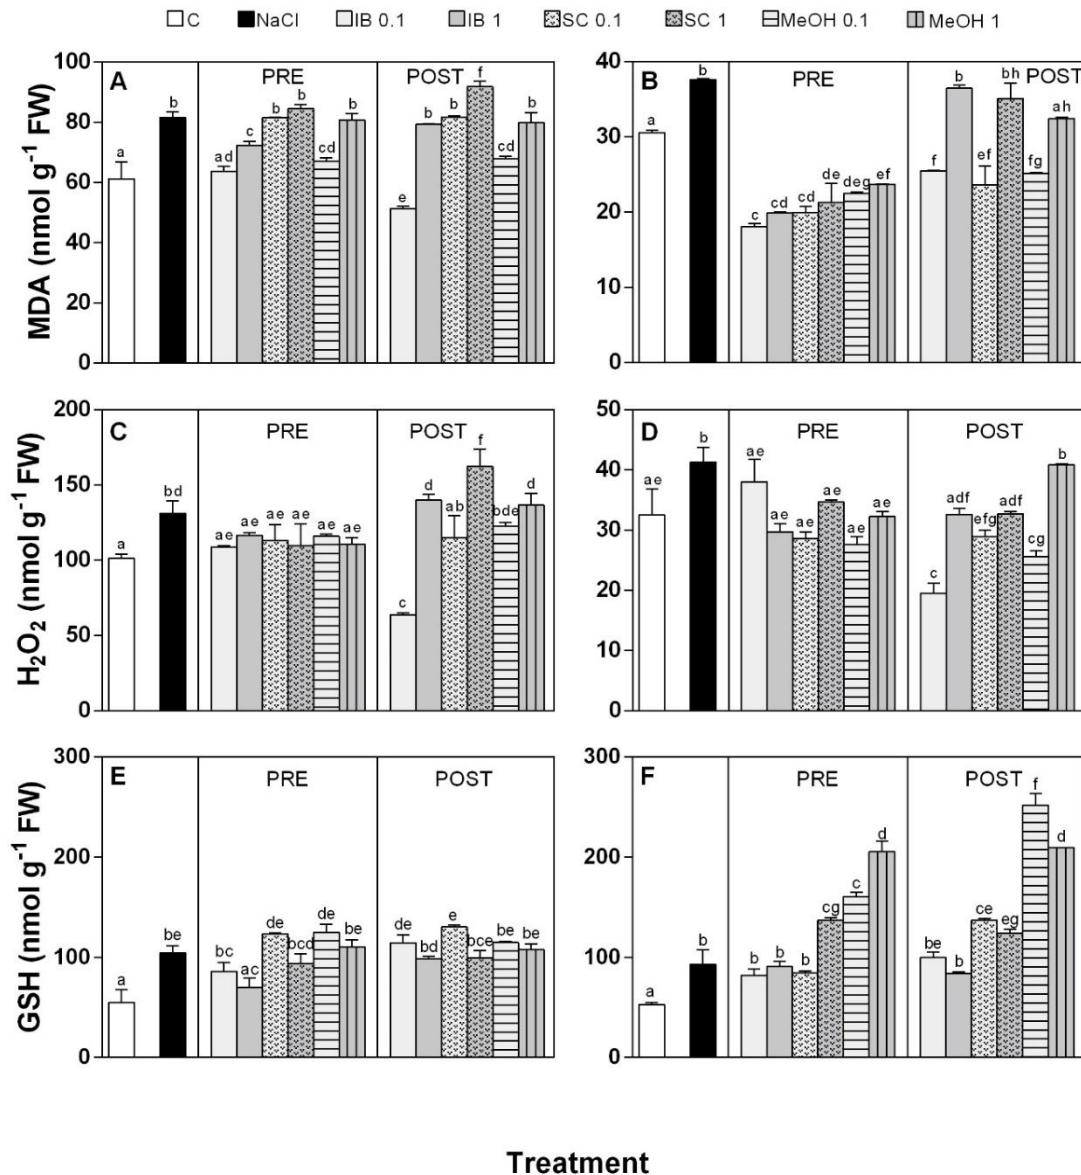 C NaCl IB 0.1 IB 1 SC 0.1 SC 1 MeOH 0.1 MeOH 1
MDA (nmol g⁻¹ FW)
100
80
60
40
20
0
A PRE POST
a b ad c b b cd b e b b f cd b
40
30
20
10
0
B PRE POST
a b c cd cd de deg ef f b ef bh fg ah
H₂O₂ (nmol g⁻¹ FW)
200
150
100
50
0
C PRE POST
a bd ae ae ae ae ae ae c d ab f bde d
50
40
30
20
10
0
D PRE POST
ae b ae ae ae ae ae ae c adf efg adf cg b
GSH (nmol g⁻¹ FW)
300
200
100
0
E PRE POST
a be bc ac de bcd de be de bd e bce be be
300
200
100
0
F PRE POST
a b b b b cg c d be b ce eg f d
Treatment